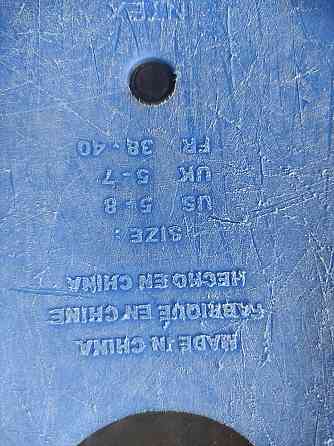 MADE IN CHINA
FABRIQUÉ EN CHINE
HECHO EN CHINA
SIZE :
US 5 - 8
UK 5 - 7
FR 38 - 40
INTEX